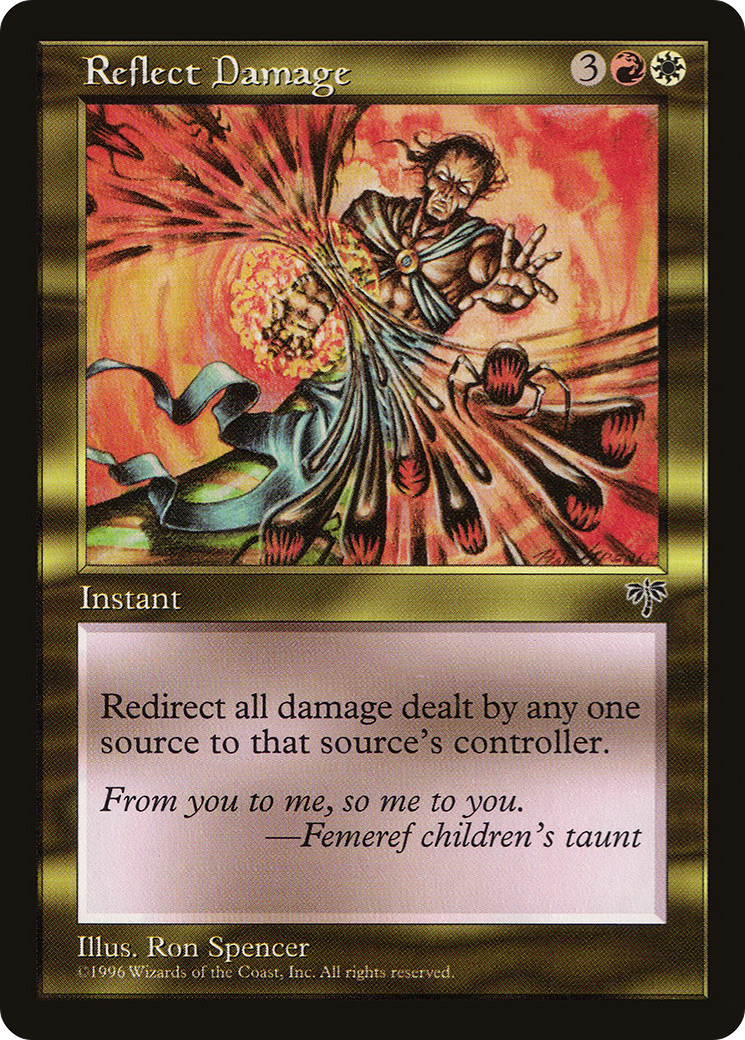 Reflect Damage 3
Instant
Redirect all damage dealt by any one
source to that source's controller.
From you to me, so me to you.
—Femeref children's taunt
Illus. Ron Spencer
©1996 Wizards of the Coast, Inc. All rights reserved.